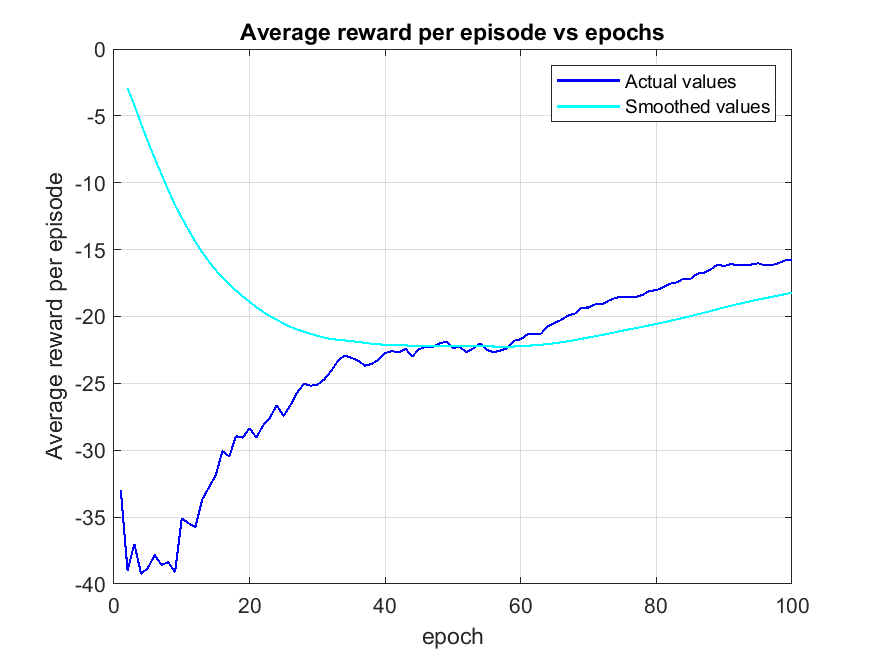 Average reward per episode vs epochs
Actual values
Smoothed values
Average reward per episode
0
-5
-10
-15
-20
-25
-30
-35
-40
0 20 40 60 80 100
epoch